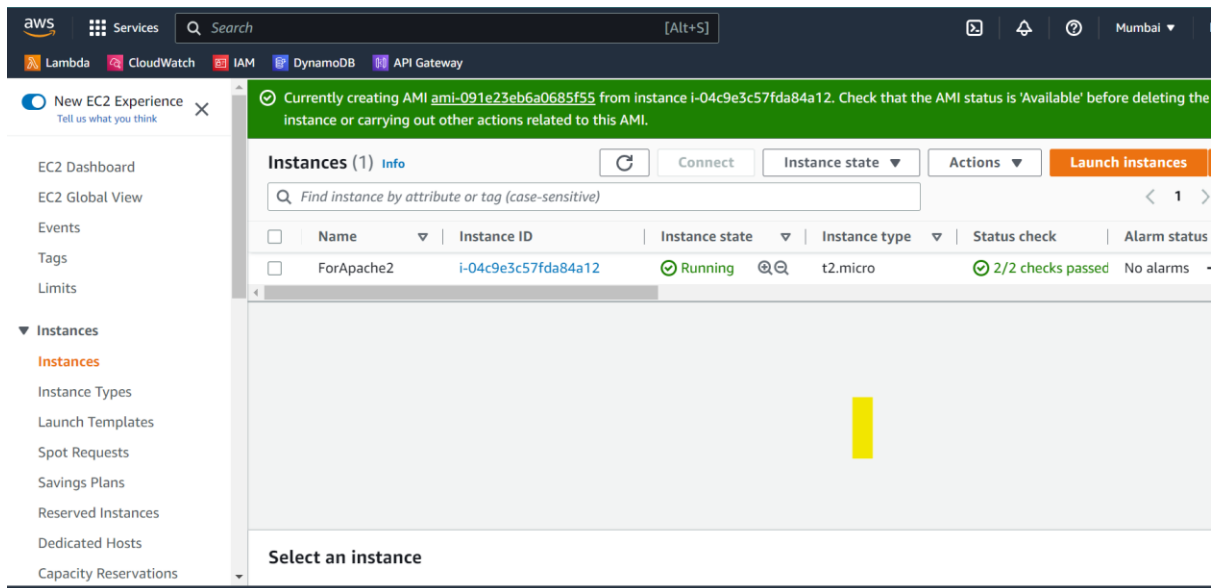 aws Services Search [Alt+S] Mumbai
Lambda CloudWatch IAM DynamoDB API Gateway
New EC2 Experience
Tell us what you think
EC2 Dashboard
EC2 Global View
Events
Tags
Limits
Instances
Instances
Instance Types
Launch Templates
Spot Requests
Savings Plans
Reserved Instances
Dedicated Hosts
Capacity Reservations
Currently creating AMI ami-091e23eb6a0685f55 from instance i-04c9e3c57fda84a12. Check that the AMI status is 'Available' before deleting the
instance or carrying out other actions related to this AMI.
Instances (1) Info Connect Instance state Actions Launch instances
Find instance by attribute or tag (case-sensitive) 1
Name Instance ID Instance state Instance type Status check Alarm status
ForApache2 i-04c9e3c57fda84a12 Running t2.micro 2/2 checks passed No alarms
Select an instance